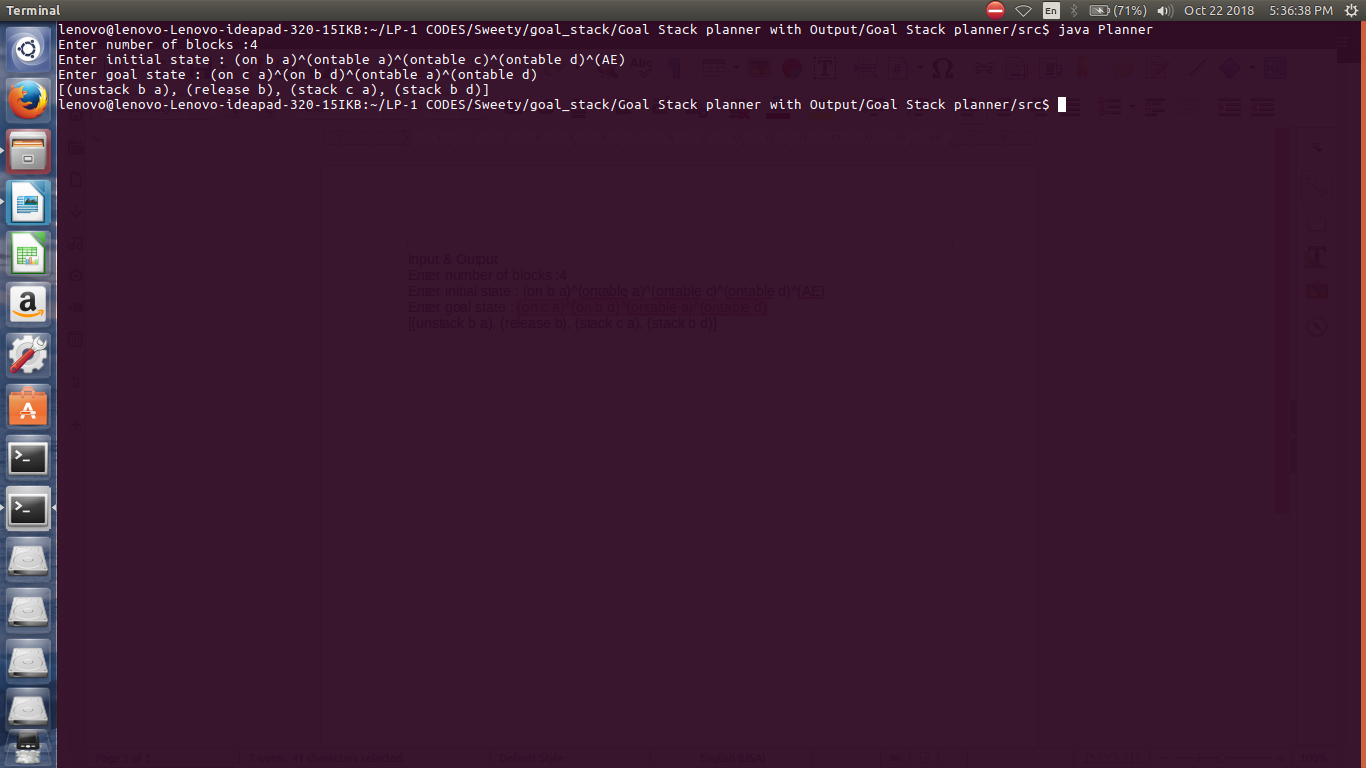 Terminal
En
(71%)
Oct 22 2018
5:36:38 PM
lenovo@lenovo-Lenovo-ideapad-320-15IKB:~/LP-1 CODES/Sweety/goal_stack/Goal Stack planner with Output/Goal Stack planner/src$ java Planner
Enter number of blocks :4
Enter initial state : (on b a)^(ontable a)^(ontable c)^(ontable d)^(AE)
Enter goal state : (on c a)^(on b d)^(ontable a)^(ontable d)
[(unstack b a), (release b), (stack c a), (stack b d)]
lenovo@lenovo-Lenovo-ideapad-320-15IKB:~/LP-1 CODES/Sweety/goal_stack/Goal Stack planner with Output/Goal Stack planner/src$
Input & Output
Enter number of blocks :4
Enter initial state : (on b a)^(ontable a)^(ontable c)^(ontable d)^(AE)
Enter goal state : (on c a)^(on b d)^(ontable a)^(ontable d)
[(unstack b a), (release b), (stack c a), (stack b d)]